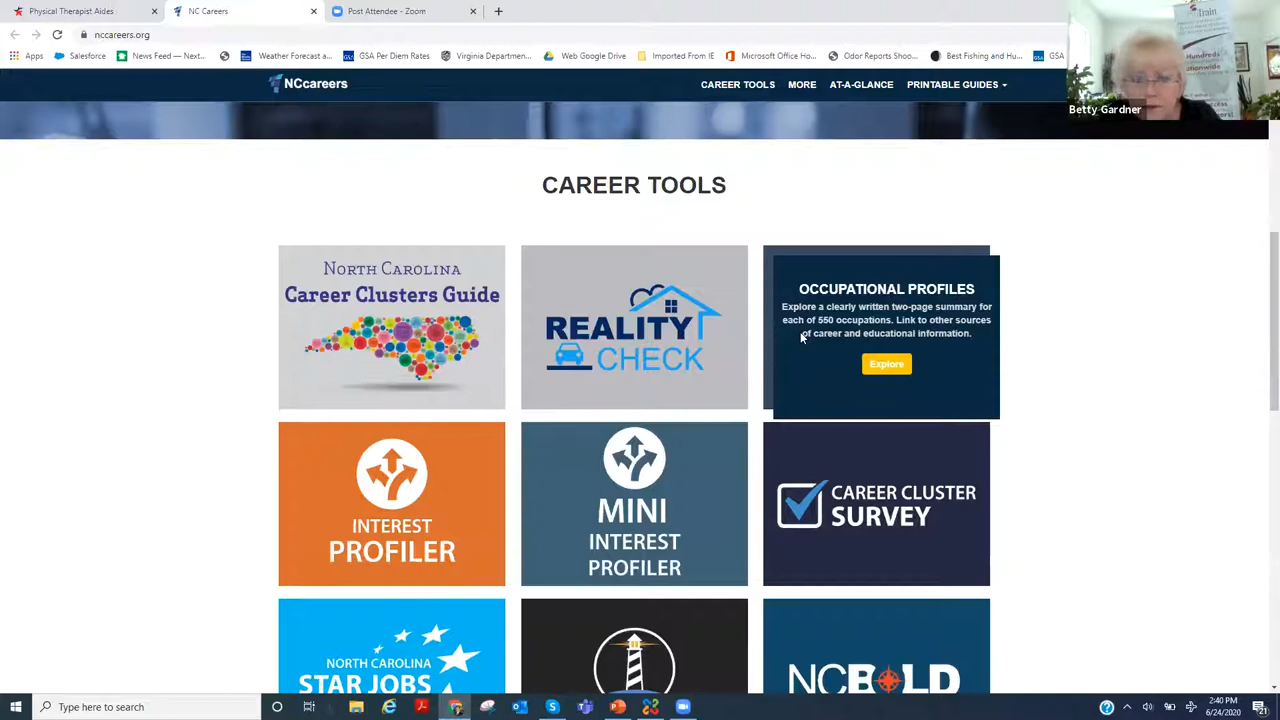 Physical Therapist Aides
NC Careers
Post Attendee - Zoom
nccareers.org
Apps
Salesforce
News Feed — Next...
Weather Forecast a...
GSA Per Diem Rates
Virginia Departmen...
Web Google Drive
Imported From IE
Microsoft Office Ho...
Odor Reports Shoo...
Best Fishing and Hu...
GSA
NCcareers
CAREER TOOLS
MORE
AT-A-GLANCE
PRINTABLE GUIDES
Train
Hundreds
Nationwide
Betty Gardner
CAREER TOOLS
NORTH CAROLINA
Career Clusters Guide
REALITY
CHECK
OCCUPATIONAL PROFILES
Explore a clearly written two-page summary for
each of 550 occupations. Link to other sources
of career and educational information.
Explore
INTEREST
PROFILER
MINI
INTEREST
PROFILER
CAREER CLUSTER
SURVEY
NORTH CAROLINA
STAR JOBS
NCBOLD
Type here to search
2:40 PM
6/24/2020
21